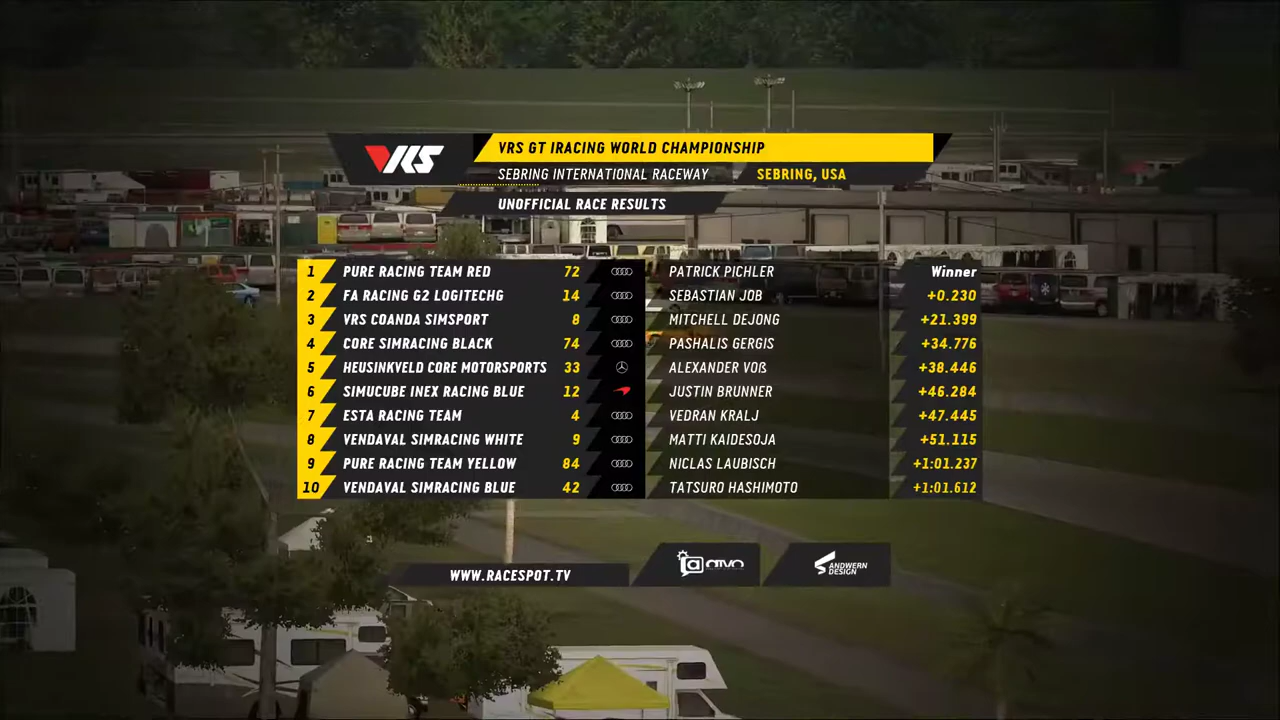 VRS
VRS GT IRACING WORLD CHAMPIONSHIP
SEBRING INTERNATIONAL RACEWAY SEBRING, USA
UNOFFICIAL RACE RESULTS
1 PURE RACING TEAM RED 72 PATRICK PICHLER Winner
2 FA RACING G2 LOGITECHG 14 SEBASTIAN JOB +0.230
3 VRS COANDA SIMSPORT 8 MITCHELL DEJONG +21.399
4 CORE SIMRACING BLACK 74 PASHALIS GERGIS +34.776
5 HEUSINKVELD CORE MOTORSPORTS 33 ALEXANDER VOß +38.446
6 SIMUCUBE INEX RACING BLUE 12 JUSTIN BRUNNER +46.284
7 ESTA RACING TEAM 4 VEDRAN KRALJ +47.445
8 VENDAVAL SIMRACING WHITE 9 MATTI KAIDESOJA +51.115
9 PURE RACING TEAM YELLOW 84 NICLAS LAUBISCH +1:01.237
10 VENDAVAL SIMRACING BLUE 42 TATSURO HASHIMOTO +1:01.612
WWW.RACESPOT.TV
SANDWERN
DESIGN